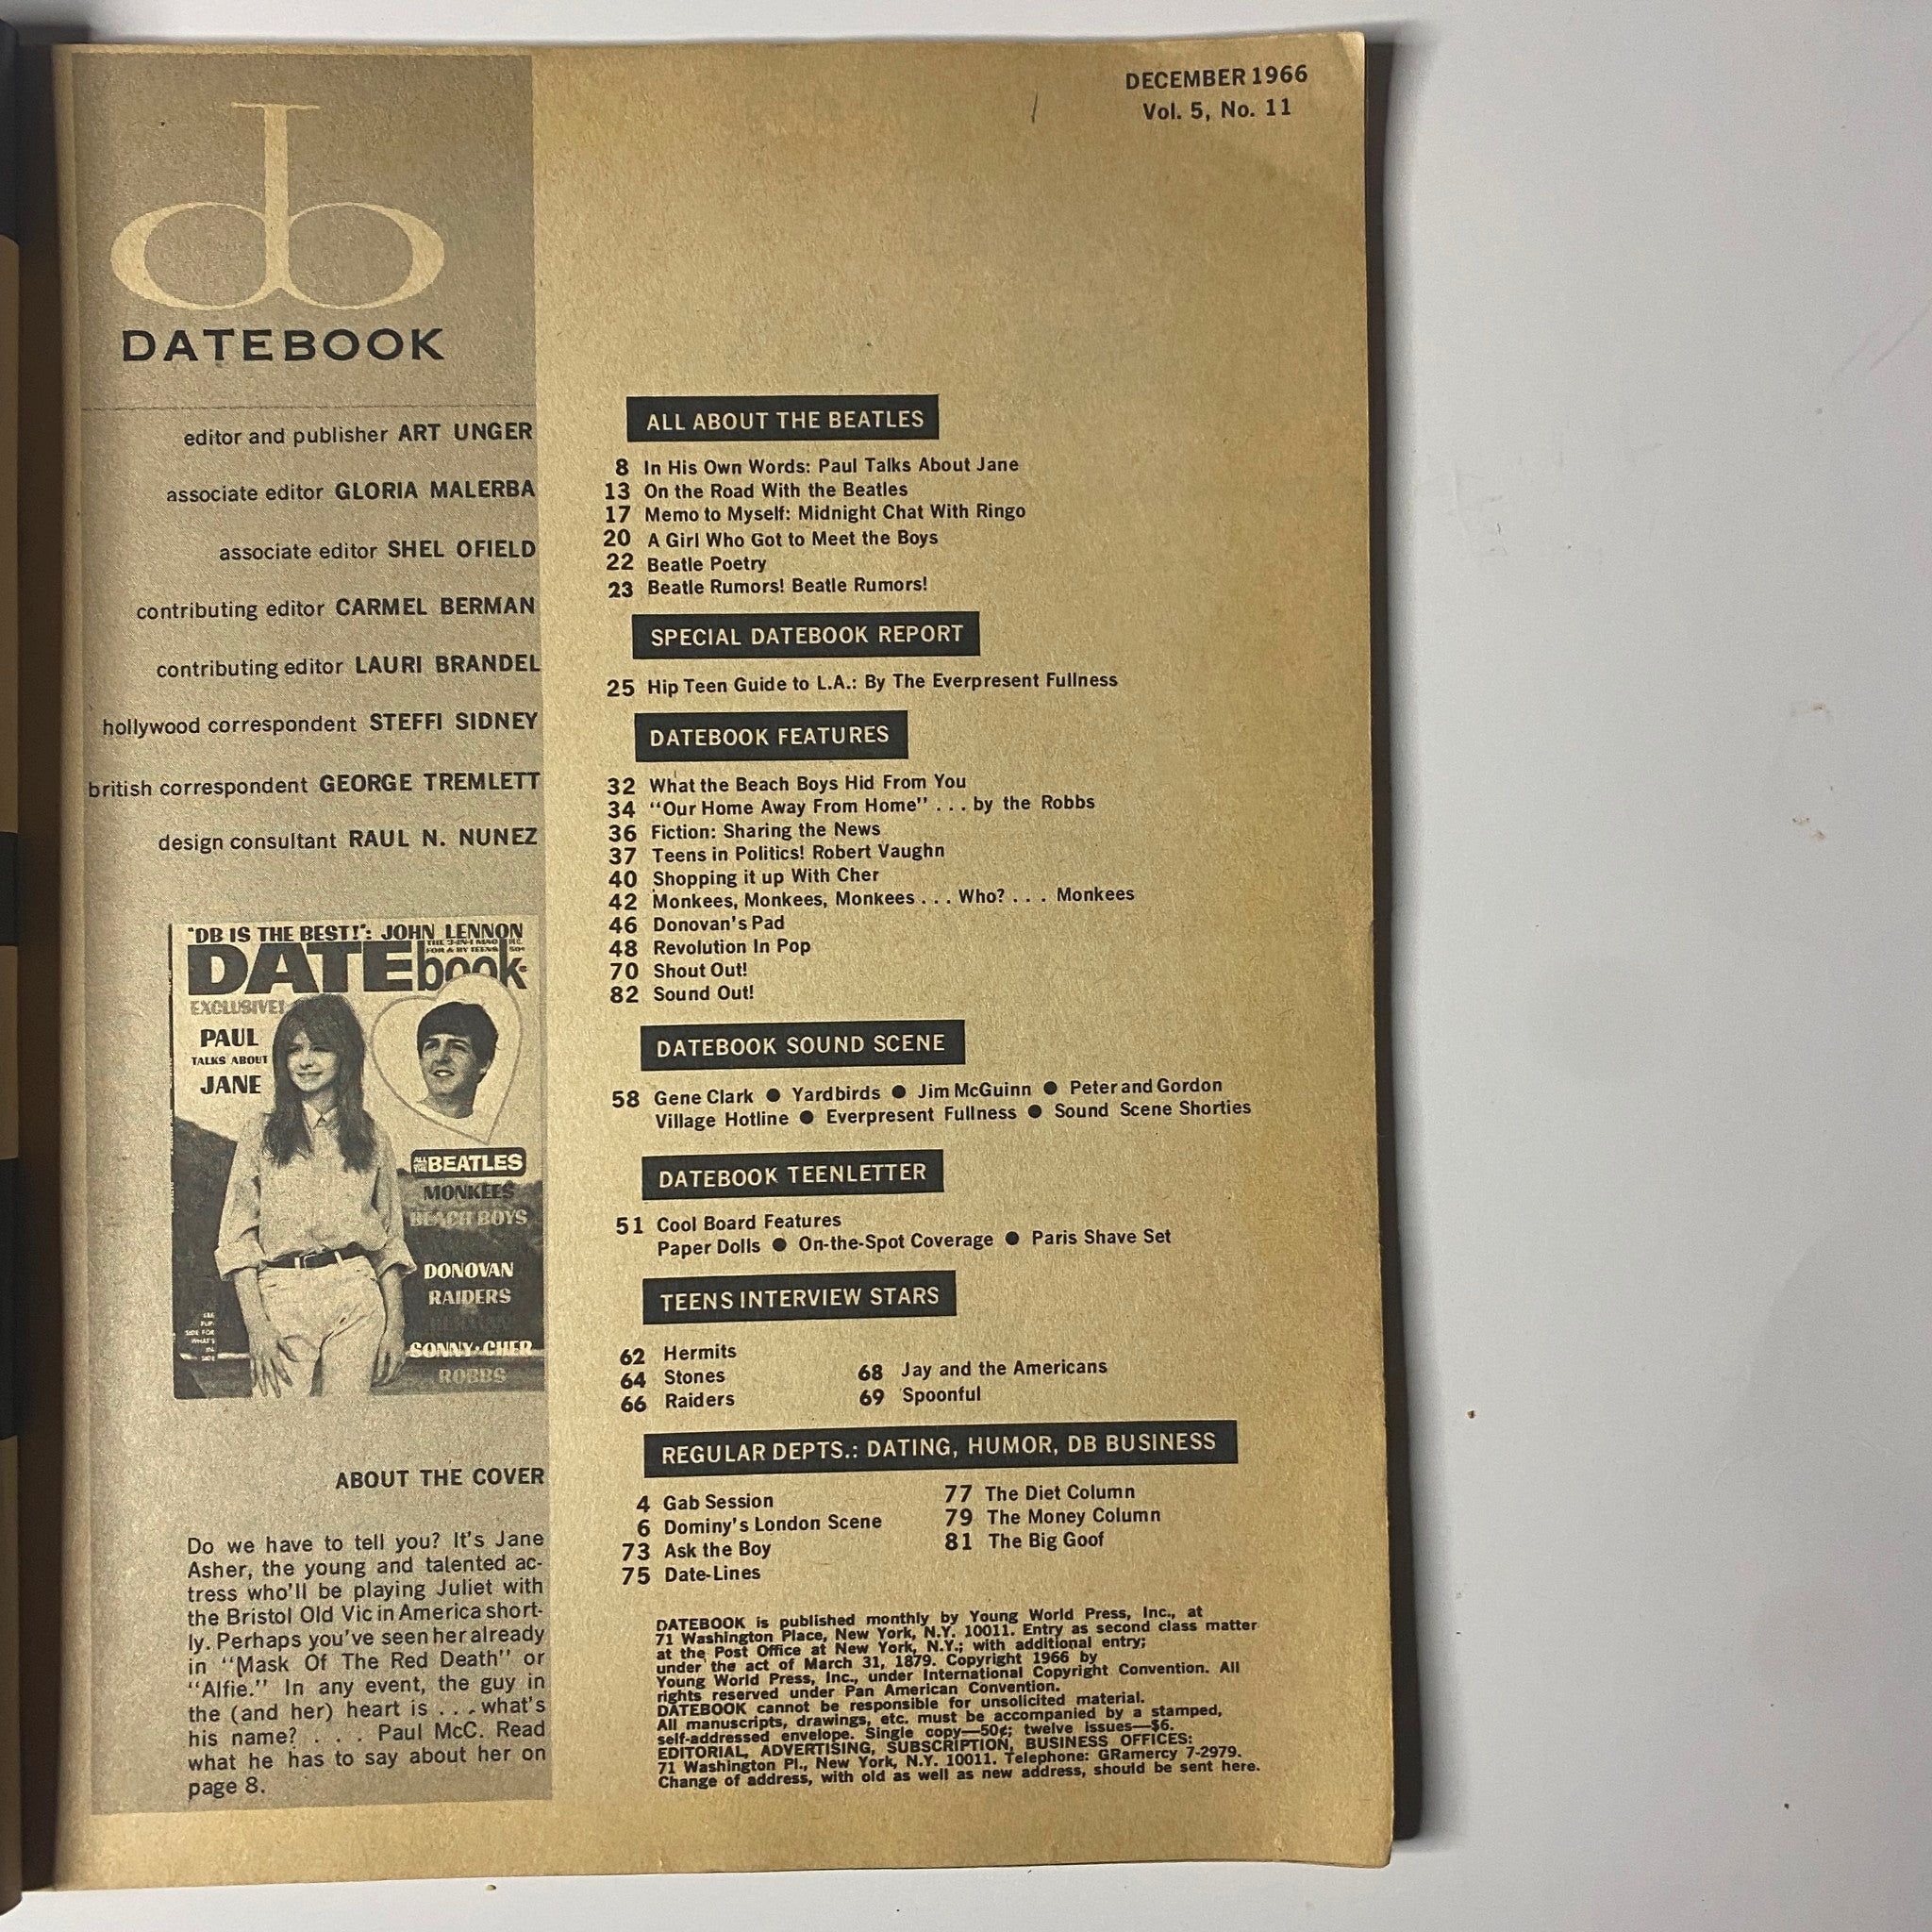 db
DATEBOOK
DECEMBER 1966
Vol. 5, No. 11
editor and publisher ART UNGER
associate editor GLORIA MALERBA
associate editor SHEL OFIELD
contributing editor CARMEL BERMAN
contributing editor LAURI BRANDEL
hollywood correspondent STEFFI SIDNEY
british correspondent GEORGE TREMLETT
design consultant RAUL N. NUNEZ
"DB IS THE BEST!": JOHN LENNON
DATEbook
THE 3-IN-1 MAG
FOR & BY TEENS 50¢
EXCLUSIVE!
PAUL
TALKS ABOUT
JANE
BEATLES
MONKEES
BEACH BOYS
DONOVAN
RAIDERS
SONNY·CHER
ROBBS
SEE
FLIP-
SIDE FOR
WHAT'S
IN-
SIDE
ABOUT THE COVER
Do we have to tell you? It's Jane
Asher, the young and talented ac-
tress who'll be playing Juliet with
the Bristol Old Vic in America short-
ly. Perhaps you've seen her already
in "Mask Of The Red Death" or
"Alfie." In any event, the guy in
the (and her) heart is . . . what's
his name? . . . Paul McC. Read
what he has to say about her on
page 8.
ALL ABOUT THE BEATLES
8 In His Own Words: Paul Talks About Jane
13 On the Road With the Beatles
17 Memo to Myself: Midnight Chat With Ringo
20 A Girl Who Got to Meet the Boys
22 Beatle Poetry
23 Beatle Rumors! Beatle Rumors!
SPECIAL DATEBOOK REPORT
25 Hip Teen Guide to L.A.: By The Everpresent Fullness
DATEBOOK FEATURES
32 What the Beach Boys Hid From You
34 "Our Home Away From Home" . . . by the Robbs
36 Fiction: Sharing the News
37 Teens in Politics! Robert Vaughn
40 Shopping it up With Cher
42 Monkees, Monkees, Monkees . . . Who? . . . Monkees
46 Donovan's Pad
48 Revolution In Pop
70 Shout Out!
82 Sound Out!
DATEBOOK SOUND SCENE
58 Gene Clark ● Yardbirds ● Jim McGuinn ● Peter and Gordon
Village Hotline ● Everpresent Fullness ● Sound Scene Shorties
DATEBOOK TEENLETTER
51 Cool Board Features
Paper Dolls ● On-the-Spot Coverage ● Paris Shave Set
TEENS INTERVIEW STARS
62 Hermits
64 Stones
66 Raiders
68 Jay and the Americans
69 Spoonful
REGULAR DEPTS.: DATING, HUMOR, DB BUSINESS
4 Gab Session
6 Dominy's London Scene
73 Ask the Boy
75 Date-Lines
77 The Diet Column
79 The Money Column
81 The Big Goof
DATEBOOK is published monthly by Young World Press, Inc., at
71 Washington Place, New York, N.Y. 10011. Entry as second class matter
at the Post Office at New York, N.Y.; with additional entry;
under the act of March 31, 1879. Copyright 1966 by
Young World Press, Inc., under International Copyright Convention. All
rights reserved under Pan American Convention.
DATEBOOK cannot be responsible for unsolicited material.
All manuscripts, drawings, etc. must be accompanied by a stamped,
self-addressed envelope. Single copy—50¢; twelve issues—$6.
EDITORIAL, ADVERTISING, SUBSCRIPTION, BUSINESS OFFICES:
71 Washington Pl., New York, N.Y. 10011. Telephone: GRamercy 7-2979.
Change of address, with old as well as new address, should be sent here.